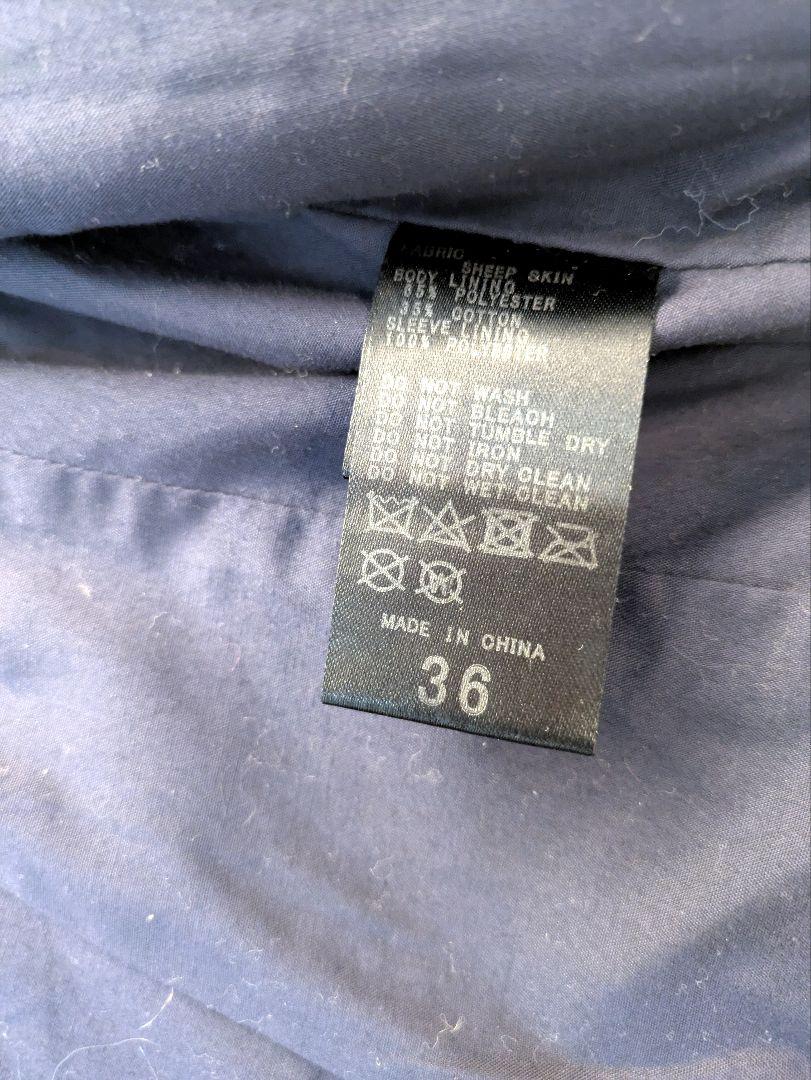 FABRIC
SHEEP SKIN
BODY LINING
65% POLYESTER
35% COTTON
SLEEVE LINING
100% POLYESTER
DO NOT WASH
DO NOT BLEACH
DO NOT TUMBLE DRY
DO NOT IRON
DO NOT DRY CLEAN
DO NOT WET CLEAN
W
MADE IN CHINA
36